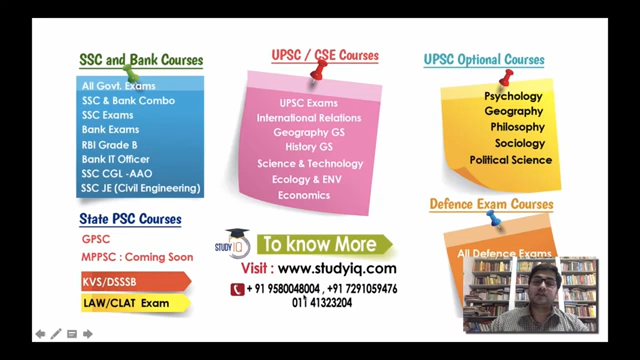 SSC and Bank Courses
All Govt. Exams
SSC & Bank Combo
SSC Exams
Bank Exams
RBI Grade B
Bank IT Officer
SSC CGL -AAO
SSC JE (Civil Engineering)
State PSC Courses
GPSC
MPPSC : Coming Soon
KVS/DSSSB
LAW/CLAT Exam
UPSC / CSE Courses
UPSC Exams
International Relations
Geography GS
History GS
Science & Technology
Ecology & ENV
Economics
STUDY IQ
To know More
Visit : www.studyiq.com
+ 91 9580048004 , +91 7291059476
011 41323204
UPSC Optional Courses
Psychology
Geography
Philosophy
Sociology
Political Science
Defence Exam Courses
All Defence Exams